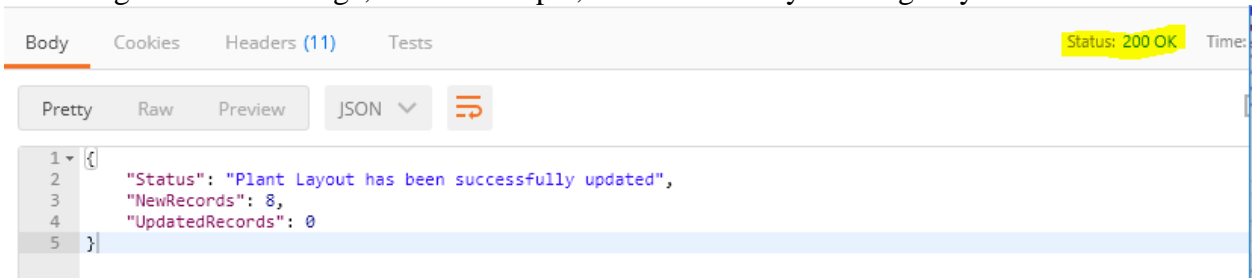 Body Cookies Headers (11) Tests Status: 200 OK Time:
Pretty Raw Preview JSON
1 {
2 "Status": "Plant Layout has been successfully updated",
3 "NewRecords": 8,
4 "UpdatedRecords": 0
5 }